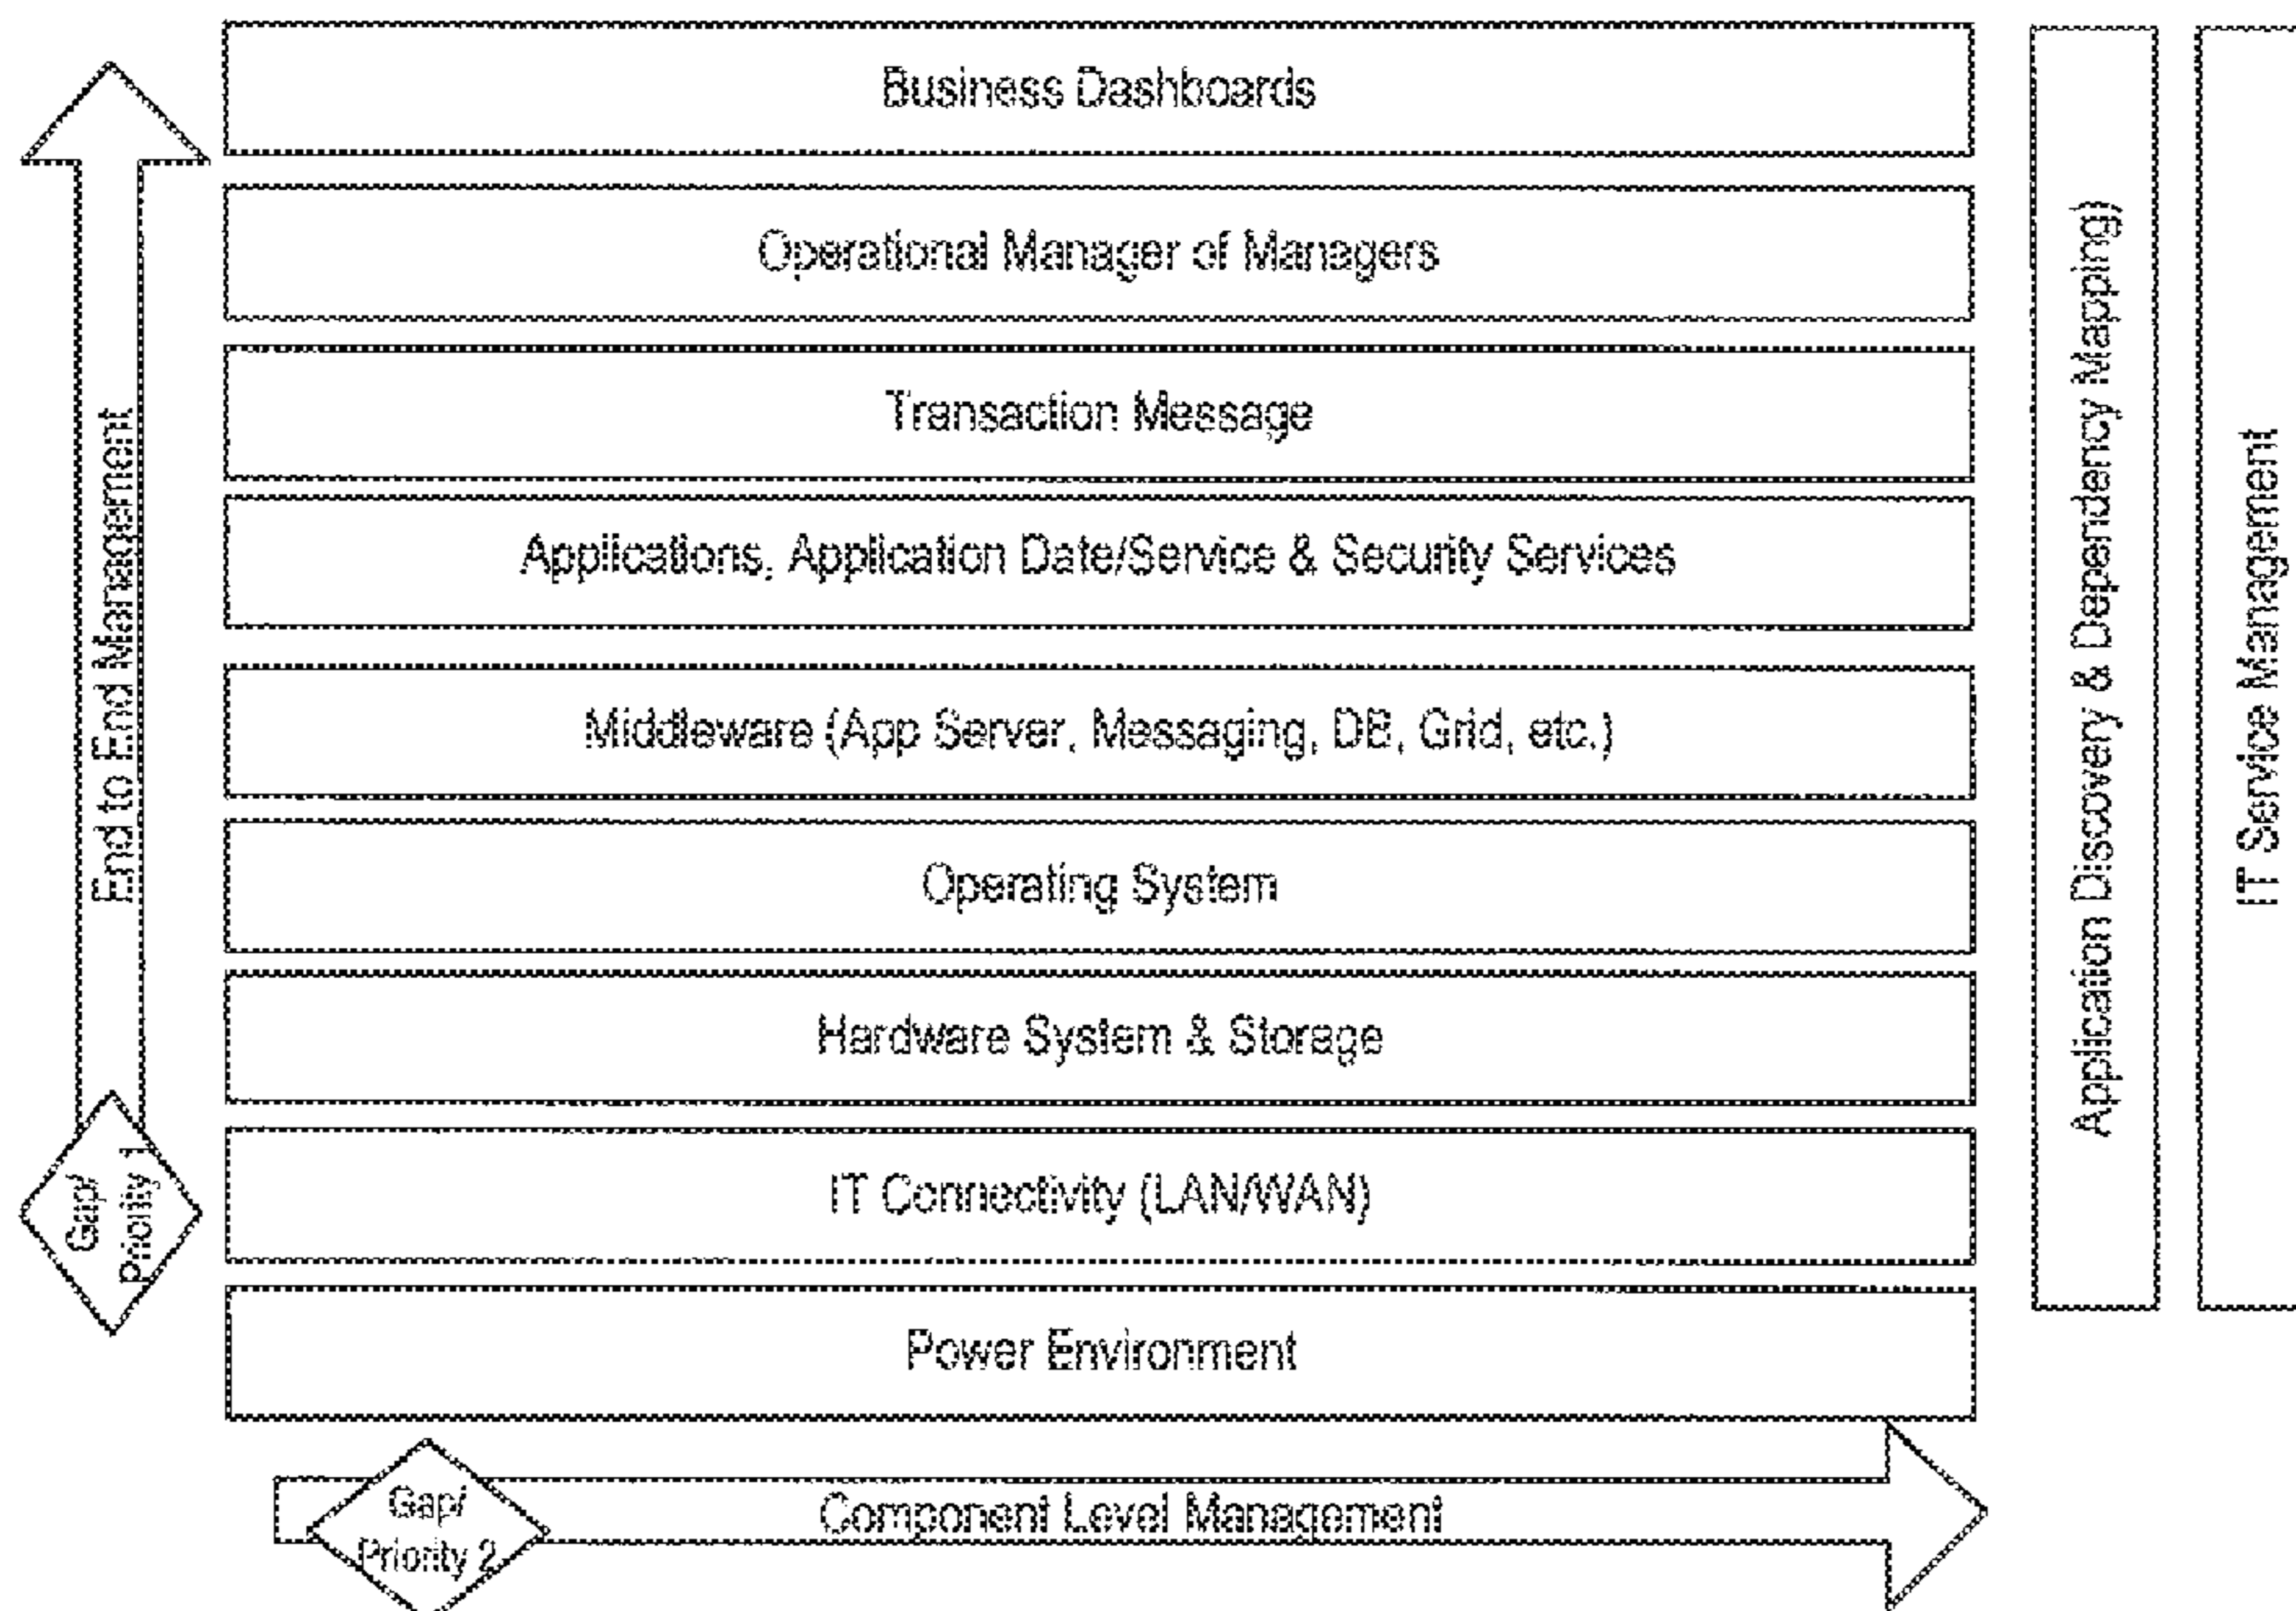 Business Dashboards
Operational Manager of Managers
Transaction Message
Applications, Application Date/Service & Security Services
Middleware (App Server, Messaging, DB, Grid, etc.)
Operating System
Hardware System & Storage
IT Connectivity (LAN/WAN)
Power Environment
End to End Management
Gap/
Priority 1
Gap/
Priority 2
Component Level Management
Application Discovery & Dependency Mapping)
IT Service Management